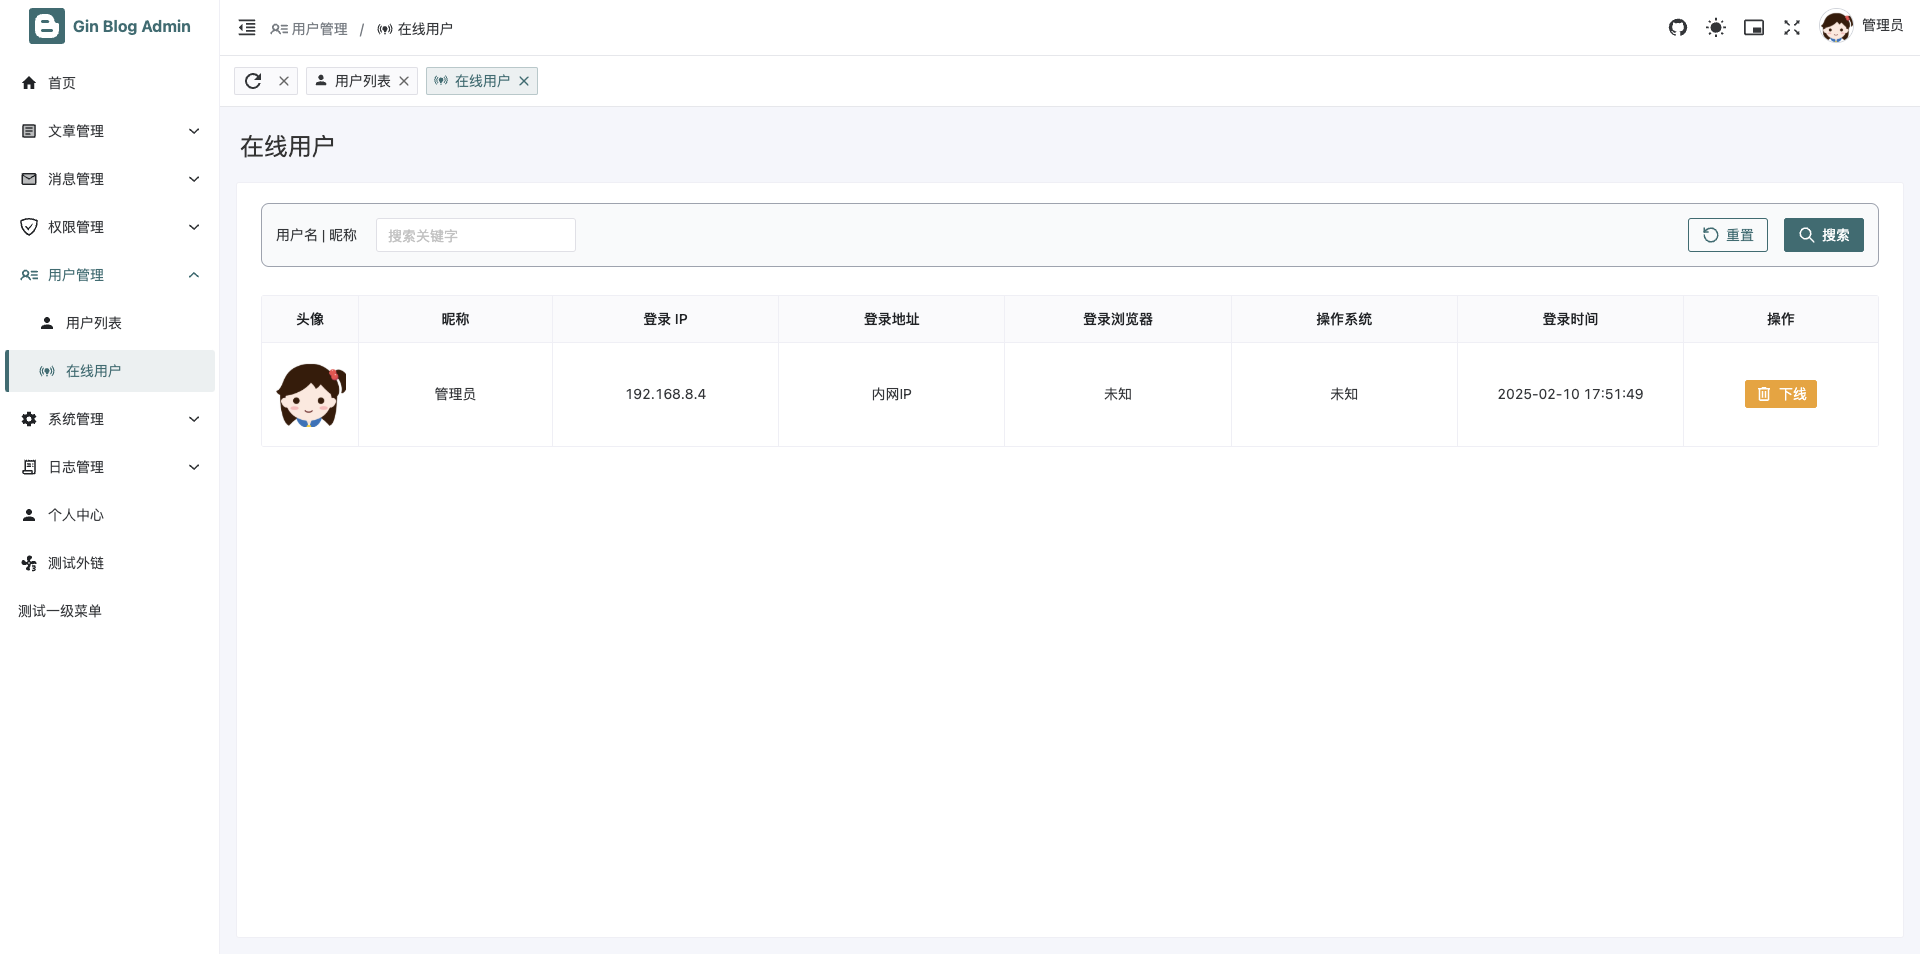 Gin Blog Admin
首页
文章管理
消息管理
权限管理
用户管理
用户列表
在线用户
系统管理
日志管理
个人中心
测试外链
测试一级菜单
用户管理 / 在线用户
管理员
用户列表 在线用户
在线用户
用户名 | 昵称 搜索关键字 重置 搜索
头像 昵称 登录 IP 登录地址 登录浏览器 操作系统 登录时间 操作
管理员 192.168.8.4 内网IP 未知 未知 2025-02-10 17:51:49 下线